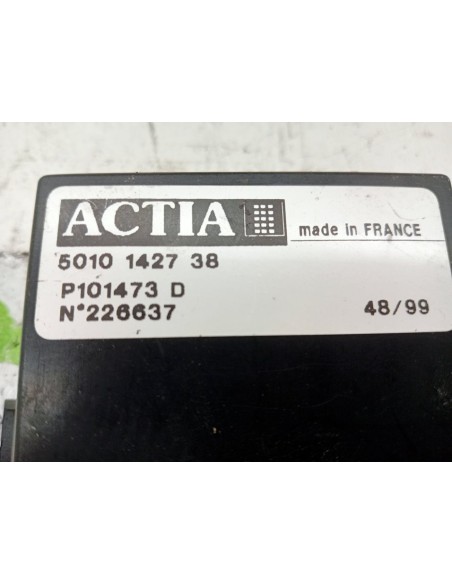 ACTIA made in FRANCE
5010 1427 38
P101473 D
N°226637 48/99